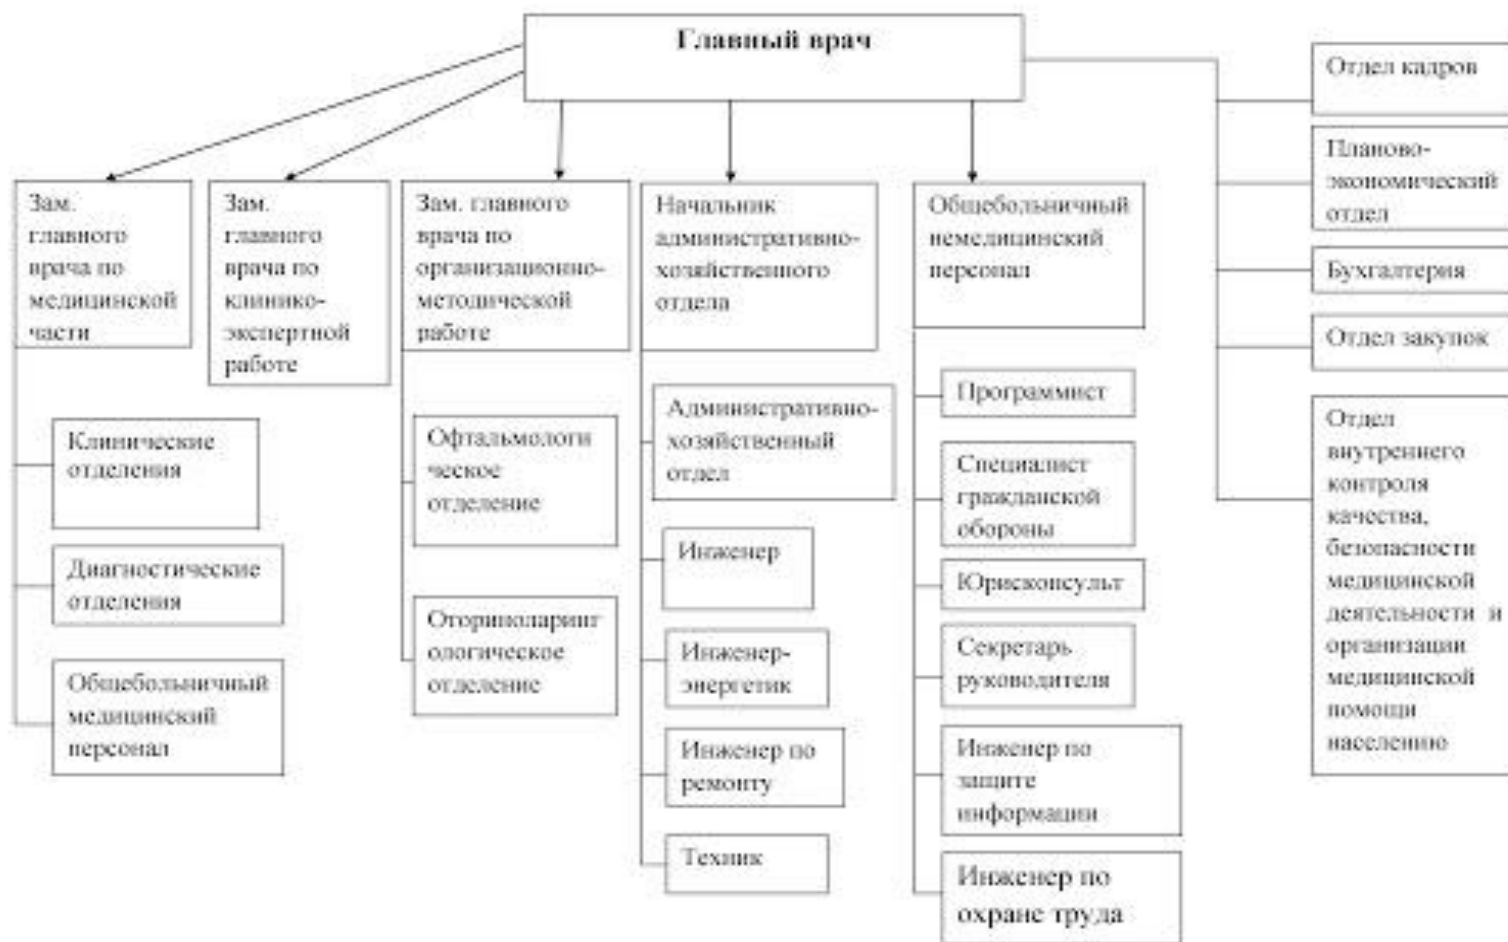 Главный врач
Зам.
главного
врача по
медицинской
части
Клинические
отделения
Диагностические
отделения
Общебольничный
медицинский
персонал
Зам.
главного
врача по
клинико-
экспертной
работе
Зам. главного
врача по
организационно-
методической
работе
Офтальмологи
ческое
отделение
Оториноларинг
ологическое
отделение
Начальник
административно-
хозяйственного
отдела
Административно-
хозяйственный
отдел
Инженер
Инженер-
энергетик
Инженер по
ремонту
Техник
Общебольничный
немедицинский
персонал
Программист
Специалист
гражданской
обороны
Юрисконсульт
Секретарь
руководителя
Инженер по
защите
информации
Инженер по
охране труда
Отдел кадров
Планово-
экономический
отдел
Бухгалтерия
Отдел закупок
Отдел
внутреннего
контроля
качества,
безопасности
медицинской
деятельности и
организации
медицинской
помощи
населению